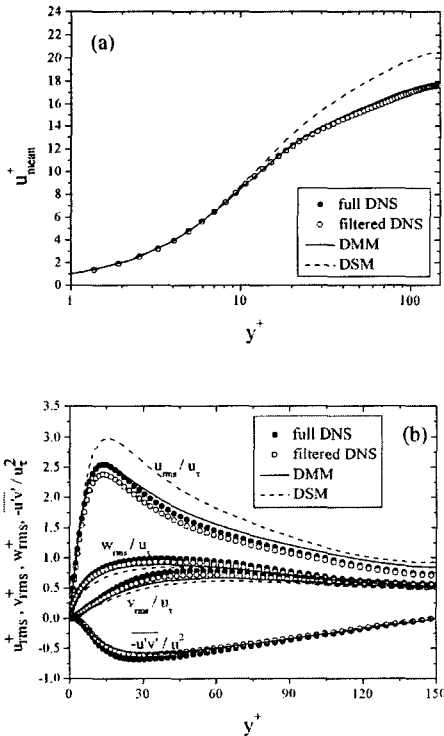 24
22
20
18
16
14
12
10
8
6
4
2
0
(a)
u⁺mean
full DNS
filtered DNS
DMM
DSM
1
10
100
y⁺
3.5
3.0
2.5
2.0
1.5
1.0
0.5
0.0
-0.5
-1.0
(b)
u⁺rms, v⁺rms, w⁺rms, -u'v'/u²τ
full DNS
filtered DNS
DMM
DSM
urms/uτ
wrms/uτ
vrms/uτ
-u'v'/u²
0
30
60
90
120
150
y⁺